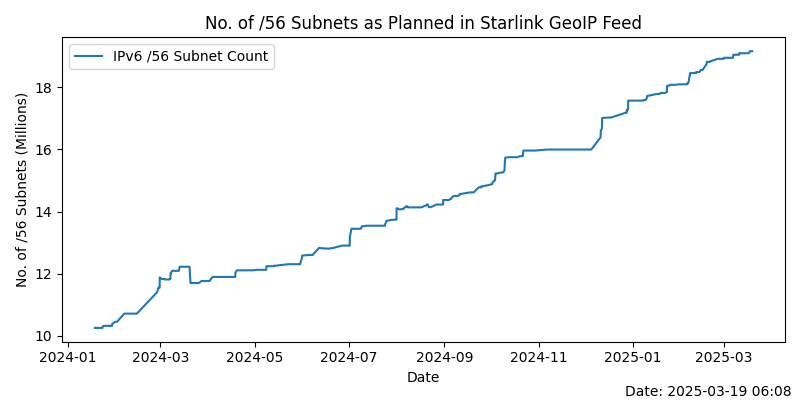 No. of /56 Subnets as Planned in Starlink GeoIP Feed
IPv6 /56 Subnet Count
No. of /56 Subnets (Millions)
18
16
14
12
10
2024-01 2024-03 2024-05 2024-07 2024-09 2024-11 2025-01 2025-03
Date
Date: 2025-03-19 06:08